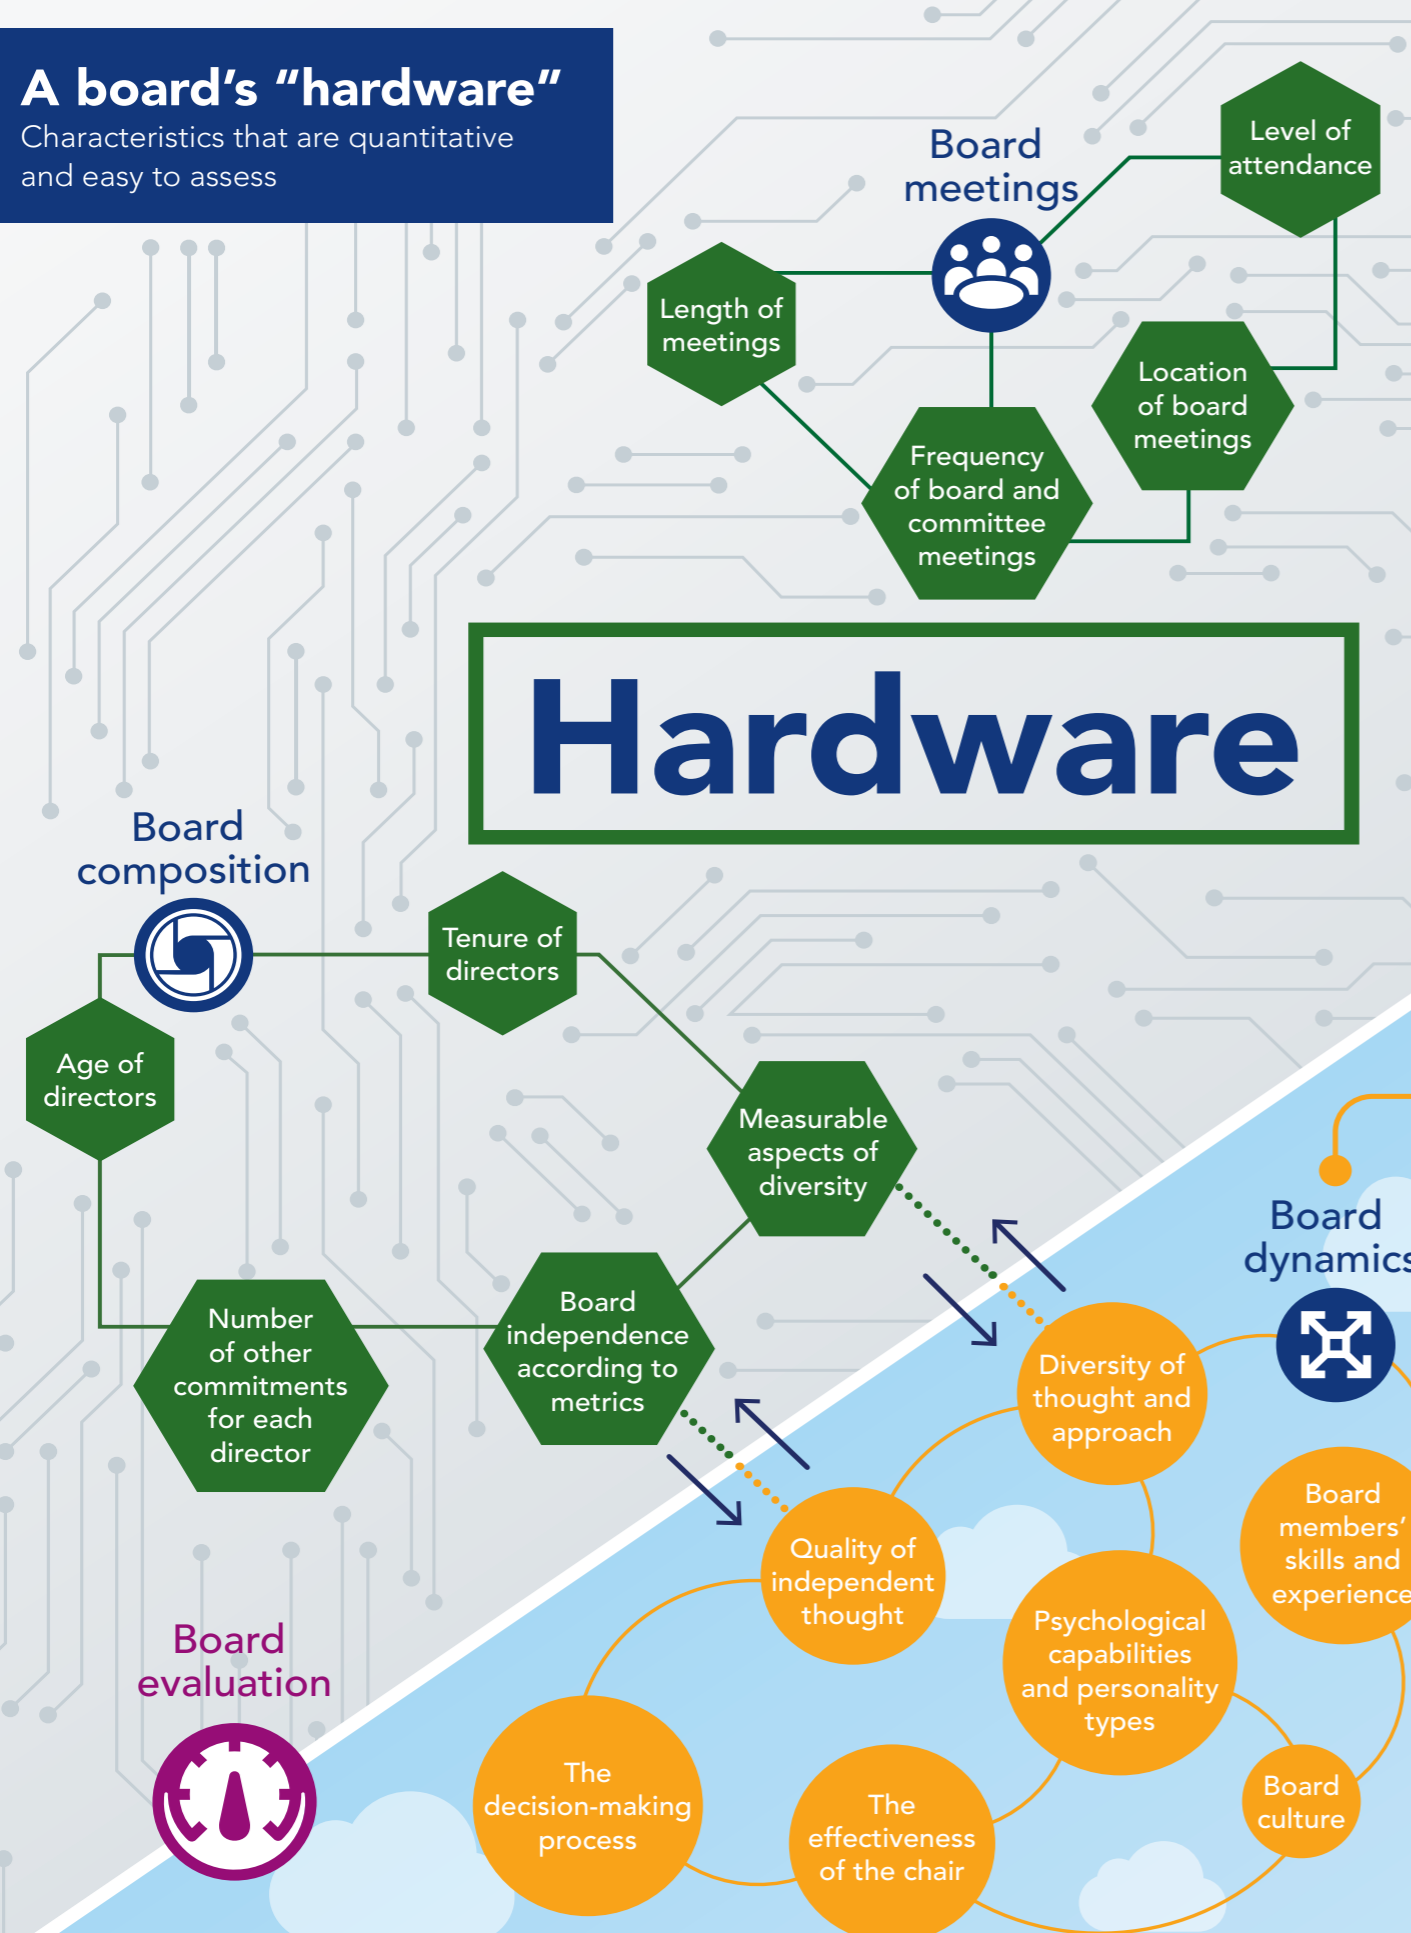 A board's "hardware"
Characteristics that are quantitative
and easy to assess
Board
meetings
Level of
attendance
Length of
meetings
Location
of board
meetings
Frequency
of board and
committee
meetings
Hardware
Board
composition
Tenure of
directors
Age of
directors
Measurable
aspects of
diversity
Number
of other
commitments
for each
director
Board
independence
according to
metrics
Board
dynamics
Diversity of
thought and
approach
Board
members'
skills and
experience
Quality of
independent
thought
Psychological
capabilities
and personality
types
Board
evaluation
The
decision-making
process
The
effectiveness
of the chair
Board
culture